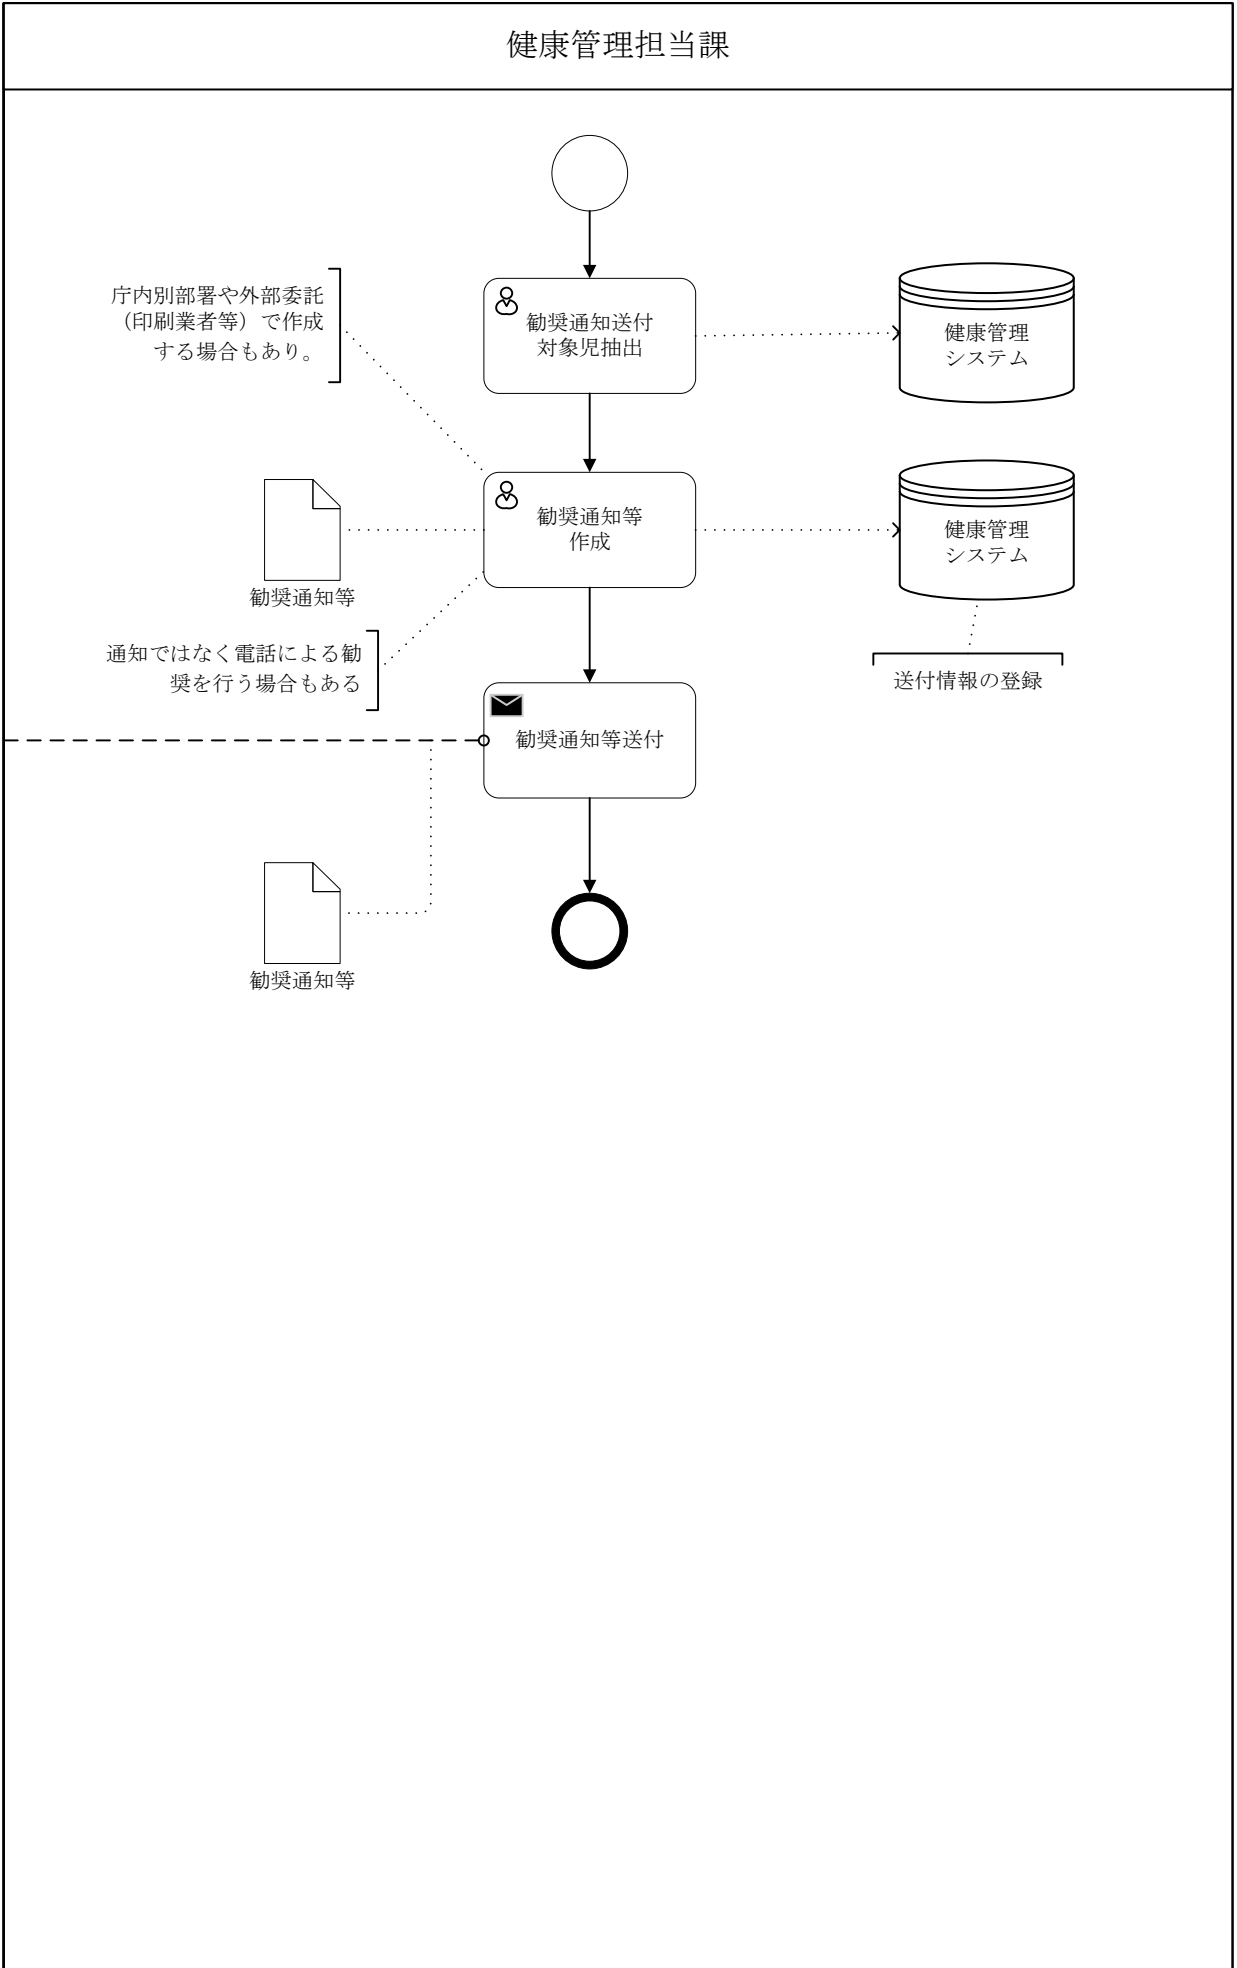 健康管理担当課
庁内別部署や外部委託
（印刷業者等）で作成
する場合もあり。
勧奨通知送付
対象児抽出
健康管理
システム
勧奨通知等
作成
健康管理
システム
勧奨通知等
通知ではなく電話による勧
奨を行う場合もある
送付情報の登録
勧奨通知等送付
勧奨通知等